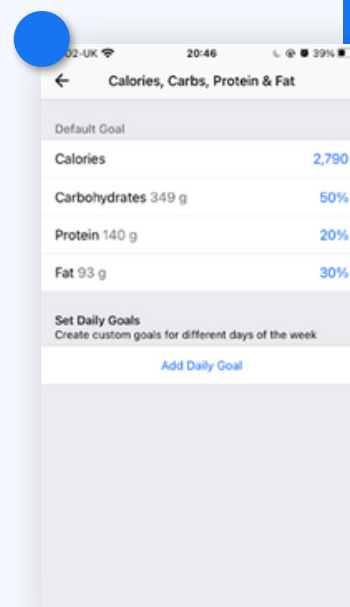 02-UK 20:46 39%
Calories, Carbs, Protein & Fat
Default Goal
Calories 2,790
Carbohydrates 349 g 50%
Protein 140 g 20%
Fat 93 g 30%
Set Daily Goals
Create custom goals for different days of the week
Add Daily Goal